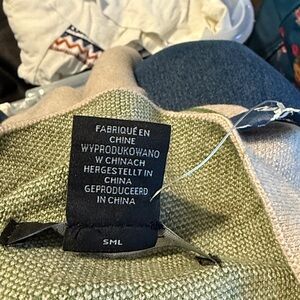 FABRIQUÉ EN
CHINE
WYPRODUKOWANO
W CHINACH
HERGESTELLT IN
CHINA
GEPRODUCEERD
IN CHINA
SML